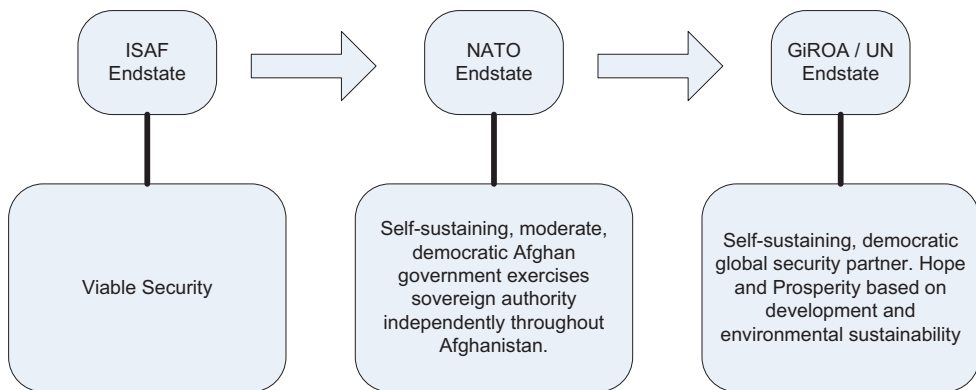 ISAF
Endstate
NATO
Endstate
GiROA / UN
Endstate
Viable Security
Self-sustaining, moderate,
democratic Afghan
government exercises
sovereign authority
independently throughout
Afghanistan.
Self-sustaining, democratic
global security partner. Hope
and Prosperity based on
development and
environmental sustainability